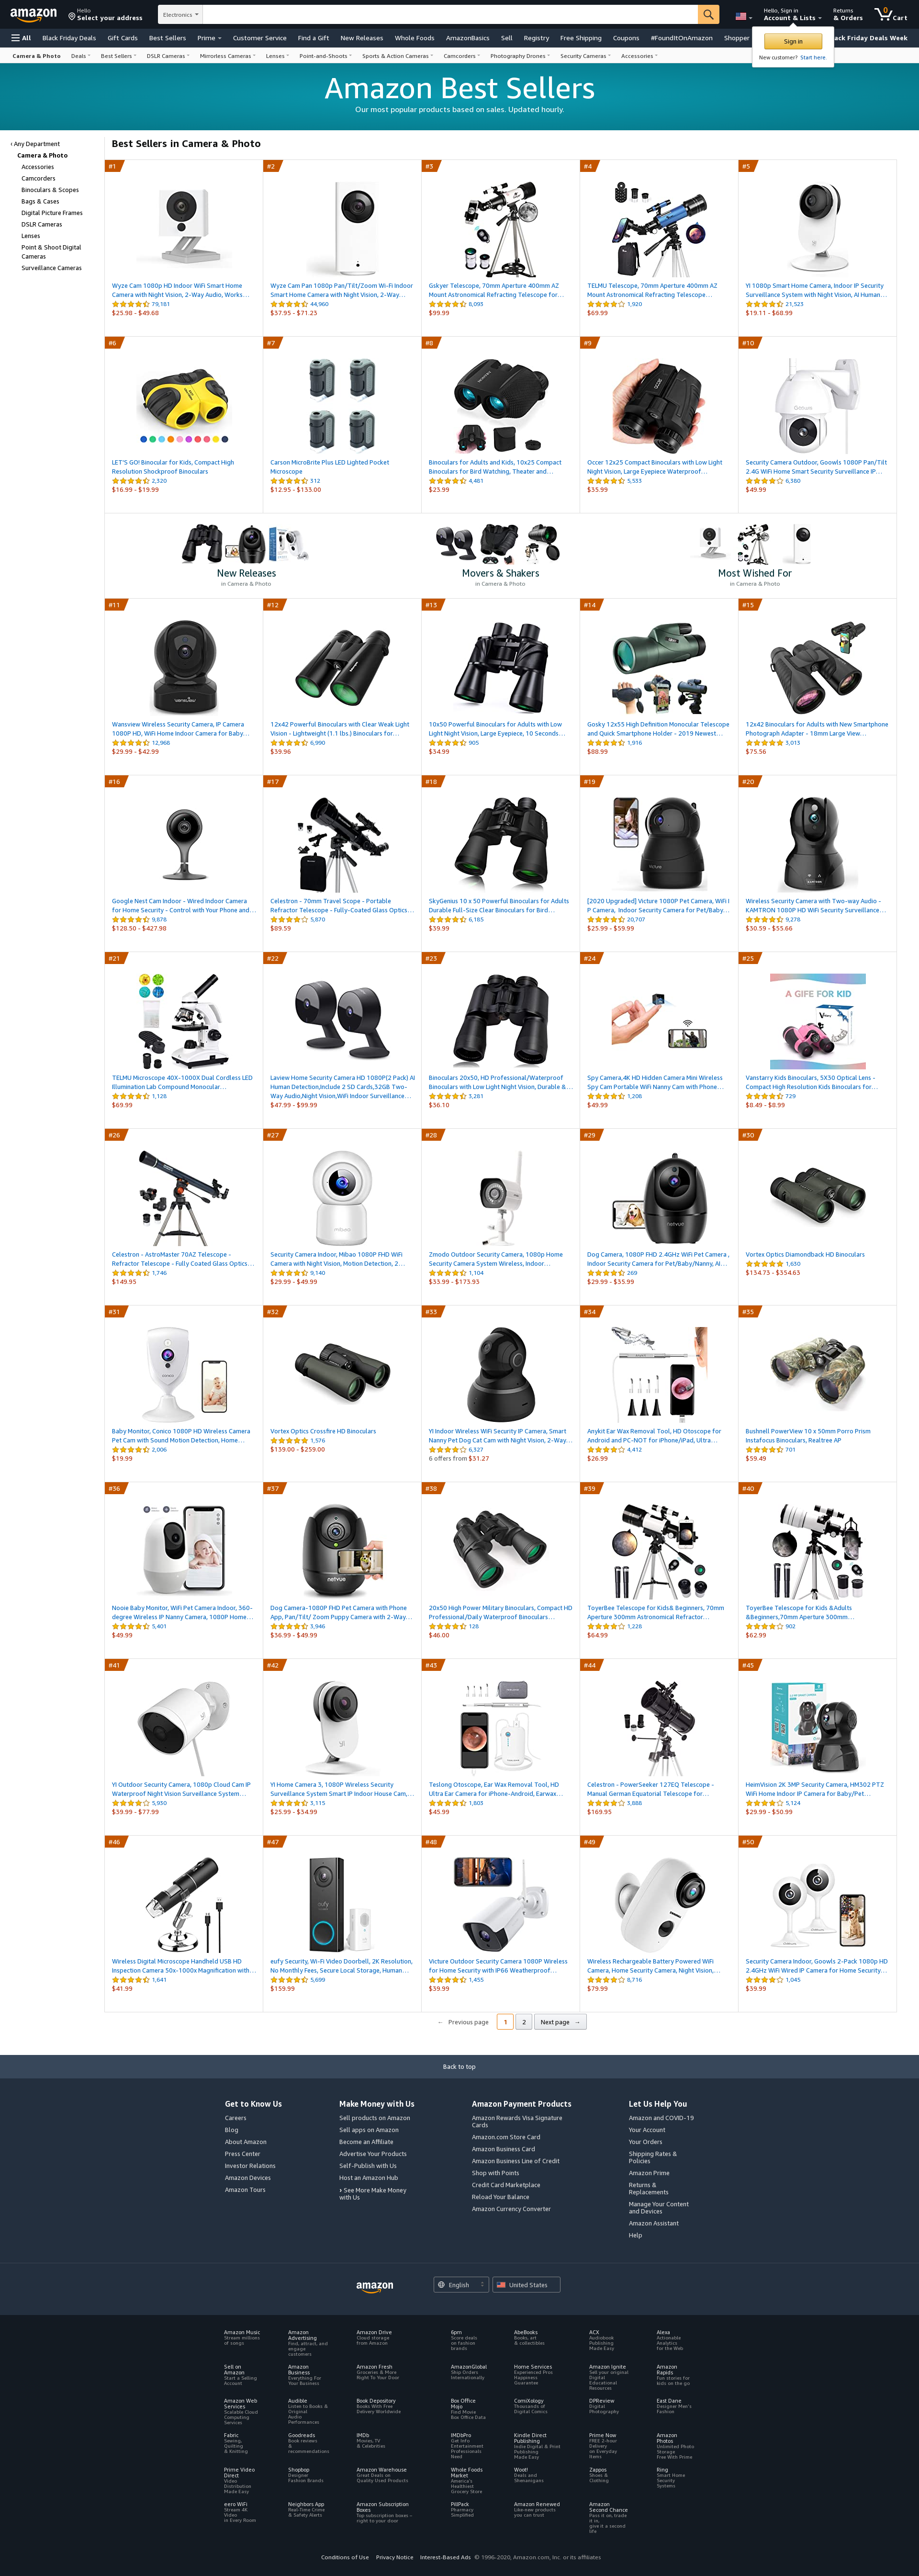 amazon
Hello
Select your address
Electronics
Hello, Sign in
Account & Lists
Returns
& Orders
0
Cart
All Black Friday Deals Gift Cards Best Sellers Prime Customer Service Find a Gift New Releases Whole Foods AmazonBasics Sell Registry Free Shipping Coupons #FoundItOnAmazon Shopper
ack Friday Deals Week
Sign in
New customer? Start here.
Camera & Photo Deals Best Sellers DSLR Cameras Mirrorless Cameras Lenses Point-and-Shoots Sports & Action Cameras Camcorders Photography Drones Security Cameras Accessories
Amazon Best Sellers
Our most popular products based on sales. Updated hourly.
‹ Any Department
Camera & Photo
Accessories
Camcorders
Binoculars & Scopes
Bags & Cases
Digital Picture Frames
DSLR Cameras
Lenses
Point & Shoot Digital
Cameras
Surveillance Cameras
Best Sellers in Camera & Photo
#1
Wyze Cam 1080p HD Indoor WiFi Smart Home
Camera with Night Vision, 2-Way Audio, Works…
79,181
$25.98 - $49.68
#2
Wyze Cam Pan 1080p Pan/Tilt/Zoom Wi-Fi Indoor
Smart Home Camera with Night Vision, 2-Way…
44,960
$37.95 - $71.23
#3
Gskyer Telescope, 70mm Aperture 400mm AZ
Mount Astronomical Refracting Telescope for…
8,093
$99.99
#4
TELMU Telescope, 70mm Aperture 400mm AZ
Mount Astronomical Refracting Telescope…
1,920
$69.99
#5
YI 1080p Smart Home Camera, Indoor IP Security
Surveillance System with Night Vision, AI Human…
21,523
$19.11 - $68.99
#6
LET'S GO! Binocular for Kids, Compact High
Resolution Shockproof Binoculars
2,320
$16.99 - $19.99
#7
Carson MicroBrite Plus LED Lighted Pocket
Microscope
312
$12.95 - $133.00
#8
Binoculars for Adults and Kids, 10x25 Compact
Binoculars for Bird Watching, Theater and…
4,481
$23.99
#9
Occer 12x25 Compact Binoculars with Low Light
Night Vision, Large Eyepiece Waterproof…
5,533
$35.99
#10
Security Camera Outdoor, Goowls 1080P Pan/Tilt
2.4G WiFi Home Smart Security Surveillance IP…
6,380
$49.99
New Releases
in Camera & Photo
Movers & Shakers
in Camera & Photo
Most Wished For
in Camera & Photo
#11
Wansview Wireless Security Camera, IP Camera
1080P HD, WiFi Home Indoor Camera for Baby…
12,968
$29.99 - $42.99
#12
12x42 Powerful Binoculars with Clear Weak Light
Vision - Lightweight (1.1 lbs.) Binoculars for…
6,990
$39.96
#13
10x50 Powerful Binoculars for Adults with Low
Light Night Vision, Large Eyepiece, 10 Seconds…
905
$34.99
#14
Gosky 12x55 High Definition Monocular Telescope
and Quick Smartphone Holder - 2019 Newest…
1,916
$88.99
#15
12x42 Binoculars for Adults with New Smartphone
Photograph Adapter - 18mm Large View…
3,013
$75.56
#16
Google Nest Cam Indoor - Wired Indoor Camera
for Home Security - Control with Your Phone and…
9,878
$128.50 - $427.98
#17
Celestron - 70mm Travel Scope - Portable
Refractor Telescope - Fully-Coated Glass Optics…
5,870
$89.59
#18
SkyGenius 10 x 50 Powerful Binoculars for Adults
Durable Full-Size Clear Binoculars for Bird…
6,185
$39.99
#19
[2020 Upgraded] Victure 1080P Pet Camera, WiFi I
P Camera, Indoor Security Camera for Pet/Baby…
20,707
$25.99 - $59.99
#20
Wireless Security Camera with Two-way Audio -
KAMTRON 1080P HD WiFi Security Surveillance…
9,278
$30.59 - $55.66
#21
TELMU Microscope 40X-1000X Dual Cordless LED
Illumination Lab Compound Monocular…
1,128
$69.99
#22
Laview Home Security Camera HD 1080P(2 Pack) AI
Human Detection,Include 2 SD Cards,32GB Two-
Way Audio,Night Vision,WiFi Indoor Surveillance…
$47.99 - $99.99
#23
Binoculars 20x50, HD Professional/Waterproof
Binoculars with Low Light Night Vision, Durable &…
3,281
$36.10
#24
Spy Camera,4K HD Hidden Camera Mini Wireless
Spy Cam Portable WiFi Nanny Cam with Phone…
1,208
$49.99
#25
A GIFE FOR KID
Vanstarry Kids Binoculars, 5X30 Optical Lens -
Compact High Resolution Kids Binoculars for…
729
$8.49 - $8.99
#26
Celestron - AstroMaster 70AZ Telescope -
Refractor Telescope - Fully Coated Glass Optics…
1,746
$149.95
#27
Security Camera Indoor, Mibao 1080P FHD WiFi
Camera with Night Vision, Motion Detection, 2…
9,140
$29.99 - $49.99
#28
Zmodo Outdoor Security Camera, 1080p Home
Security Camera System Wireless, Indoor…
1,104
$33.99 - $173.93
#29
netvue
Dog Camera, 1080P FHD 2.4GHz WiFi Pet Camera ,
Indoor Security Camera for Pet/Baby/Nanny, AI…
269
$29.99 - $35.99
#30
Vortex Optics Diamondback HD Binoculars
1,630
$134.73 - $354.63
#31
Baby Monitor, Conico 1080P HD Wireless Camera
Pet Cam with Sound Motion Detection, Home…
2,006
$19.99
#32
Vortex Optics Crossfire HD Binoculars
1,576
$139.00 - $259.00
#33
YI Indoor Wireless WiFi Security IP Camera, Smart
Nanny Pet Dog Cat Cam with Night Vision, 2-Way…
6,327
6 offers from $31.27
#34
Anykit Ear Wax Removal Tool, HD Otoscope for
Android and PC-NOT for iPhone/iPad, Ultra…
4,412
$26.99
#35
Bushnell PowerView 10 x 50mm Porro Prism
Instafocus Binoculars, Realtree AP
701
$59.49
#36
Nooie Baby Monitor, WiFi Pet Camera Indoor, 360-
degree Wireless IP Nanny Camera, 1080P Home…
5,401
$49.99
#37
netvue
Dog Camera-1080P FHD Pet Camera with Phone
App, Pan/Tilt/ Zoom Puppy Camera with 2-Way…
3,946
$36.99 - $49.99
#38
20x50 High Power Military Binoculars, Compact HD
Professional/Daily Waterproof Binoculars…
128
$46.00
#39
ToyerBee Telescope for Kids& Beginners, 70mm
Aperture 300mm Astronomical Refractor…
1,228
$64.99
#40
ToyerBee Telescope for Kids &Adults
&Beginners,70mm Aperture 300mm…
902
$62.99
#41
YI Outdoor Security Camera, 1080p Cloud Cam IP
Waterproof Night Vision Surveillance System…
5,930
$39.99 - $77.99
#42
YI Home Camera 3, 1080P Wireless Security
Surveillance System Smart IP Indoor House Cam,…
3,115
$25.99 - $34.99
#43
Teslong Otoscope, Ear Wax Removal Tool, HD
Ultra Ear Camera for iPhone-Android, Earwax…
1,803
$45.99
#44
Celestron - PowerSeeker 127EQ Telescope -
Manual German Equatorial Telescope for…
3,888
$169.95
#45
HeimVision 2K 3MP Security Camera, HM302 PTZ
WiFi Home Indoor IP Camera for Baby/Pet…
5,124
$29.99 - $50.99
#46
Wireless Digital Microscope Handheld USB HD
Inspection Camera 50x-1000x Magnification with…
1,641
$41.99
#47
eufy Security, Wi-Fi Video Doorbell, 2K Resolution,
No Monthly Fees, Secure Local Storage, Human…
5,699
$159.99
#48
Victure Outdoor Security Camera 1080P Wireless
for Home Security with IP66 Weatherproof…
1,455
$39.99
#49
Wireless Rechargeable Battery Powered WiFi
Camera, Home Security Camera, Night Vision,…
8,716
$79.99
#50
Security Camera Indoor, Goowls 2-Pack 1080p HD
2.4GHz WiFi Wired IP Camera for Home Security…
1,045
$39.99
← Previous page 1 2 Next page →
Back to top
Get to Know Us
Careers
Blog
About Amazon
Press Center
Investor Relations
Amazon Devices
Amazon Tours
Make Money with Us
Sell products on Amazon
Sell apps on Amazon
Become an Affiliate
Advertise Your Products
Self-Publish with Us
Host an Amazon Hub
› See More Make Money
with Us
Amazon Payment Products
Amazon Rewards Visa Signature
Cards
Amazon.com Store Card
Amazon Business Card
Amazon Business Line of Credit
Shop with Points
Credit Card Marketplace
Reload Your Balance
Amazon Currency Converter
Let Us Help You
Amazon and COVID-19
Your Account
Your Orders
Shipping Rates &
Policies
Amazon Prime
Returns &
Replacements
Manage Your Content
and Devices
Amazon Assistant
Help
amazon
English
United States
Amazon Music
Stream millions
of songs
Amazon
Advertising
Find, attract, and
engage
customers
Amazon Drive
Cloud storage
from Amazon
6pm
Score deals
on fashion
brands
AbeBooks
Books, art
& collectibles
ACX
Audiobook
Publishing
Made Easy
Alexa
Actionable
Analytics
for the Web
Sell on
Amazon
Start a Selling
Account
Amazon
Business
Everything For
Your Business
Amazon Fresh
Groceries & More
Right To Your Door
AmazonGlobal
Ship Orders
Internationally
Home Services
Experienced Pros
Happiness
Guarantee
Amazon Ignite
Sell your original
Digital
Educational
Resources
Amazon
Rapids
Fun stories for
kids on the go
Amazon Web
Services
Scalable Cloud
Computing
Services
Audible
Listen to Books &
Original
Audio
Performances
Book Depository
Books With Free
Delivery Worldwide
Box Office
Mojo
Find Movie
Box Office Data
ComiXology
Thousands of
Digital Comics
DPReview
Digital
Photography
East Dane
Designer Men's
Fashion
Fabric
Sewing,
Quilting
& Knitting
Goodreads
Book reviews
&
recommendations
IMDb
Movies, TV
& Celebrities
IMDbPro
Get Info
Entertainment
Professionals
Need
Kindle Direct
Publishing
Indie Digital & Print
Publishing
Made Easy
Prime Now
FREE 2-hour
Delivery
on Everyday
Items
Amazon
Photos
Unlimited Photo
Storage
Free With Prime
Prime Video
Direct
Video
Distribution
Made Easy
Shopbop
Designer
Fashion Brands
Amazon Warehouse
Great Deals on
Quality Used Products
Whole Foods
Market
America's
Healthiest
Grocery Store
Woot!
Deals and
Shenanigans
Zappos
Shoes &
Clothing
Ring
Smart Home
Security
Systems
eero WiFi
Stream 4K
Video
in Every Room
Neighbors App
Real-Time Crime
& Safety Alerts
Amazon Subscription
Boxes
Top subscription boxes –
right to your door
PillPack
Pharmacy
Simplified
Amazon Renewed
Like-new products
you can trust
Amazon
Second Chance
Pass it on, trade
it in,
give it a second
life
Conditions of Use Privacy Notice Interest-Based Ads © 1996-2020, Amazon.com, Inc. or its affiliates